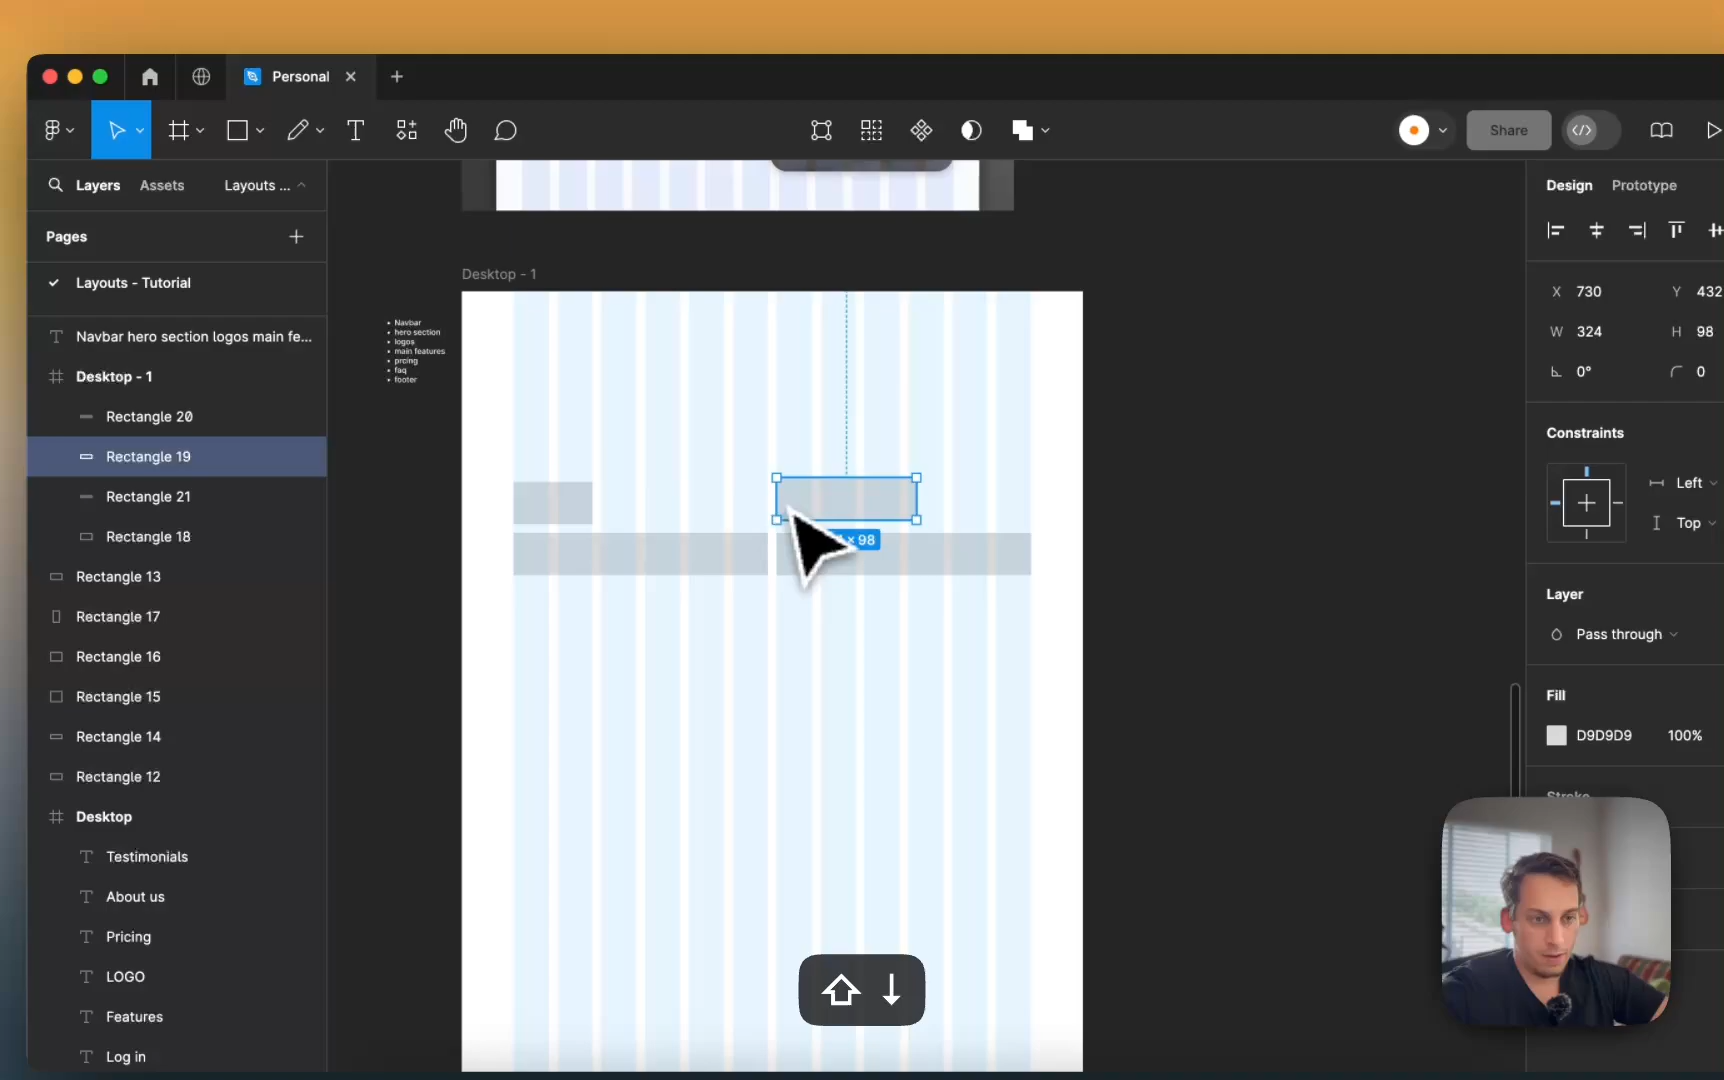 Personal
Share
Layers
Assets
Layouts ...
Design
Prototype
Pages
Layouts - Tutorial
Navbar hero section logos main fe...
Desktop - 1
Rectangle 20
Rectangle 19
Rectangle 21
Rectangle 18
Rectangle 13
Rectangle 17
Rectangle 16
Rectangle 15
Rectangle 14
Rectangle 12
Desktop
Testimonials
About us
Pricing
LOGO
Features
Log in
Desktop - 1
Navbar
hero section
logos
main features
prcing
faq
footer
× 98
X 730
Y 432
W 324
H 98
0°
0
Constraints
Left
Top
Layer
Pass through
Fill
D9D9D9 100%
Stroke